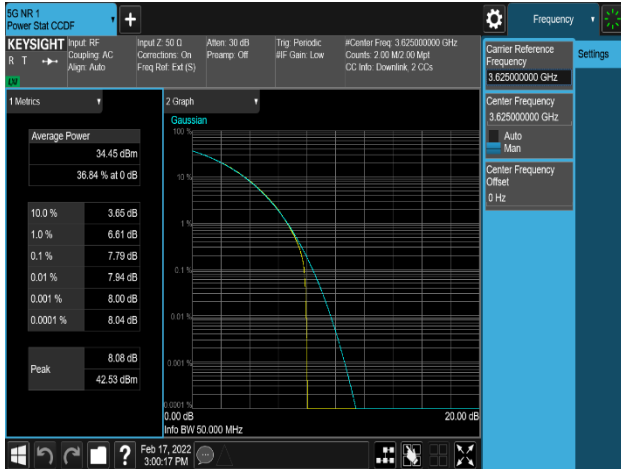 5G NR 1
Power Stat CCDF
Frequency
KEYSIGHT
R T
LM
Input: RF
Coupling: AC
Align: Auto
Input Z: 50 Ω
Corrections: On
Freq Ref: Ext (S)
Atten: 30 dB
Preamp: Off
Trig: Periodic
#IF Gain: Low
#Center Freq: 3.625000000 GHz
Counts: 2.00 M/2.00 Mpt
CC Info: Downlink, 2 CCs
Carrier Reference
Frequency
3.625000000 GHz
Settings
Center Frequency
3.625000000 GHz
Auto
Man
Center Frequency
Offset
0 Hz
1 Metrics
Average Power
34.45 dBm
36.84 % at 0 dB
10.0 % 3.65 dB
1.0 % 6.61 dB
0.1 % 7.79 dB
0.01 % 7.94 dB
0.001 % 8.00 dB
0.0001 % 8.04 dB
Peak
8.08 dB
42.53 dBm
2 Graph
Gaussian
100 %
10 %
1 %
0.1 %
0.01 %
0.001 %
0.0001 %
0.00 dB
20.00 dB
Info BW 50.000 MHz
?
Feb 17, 2022
3:00:17 PM